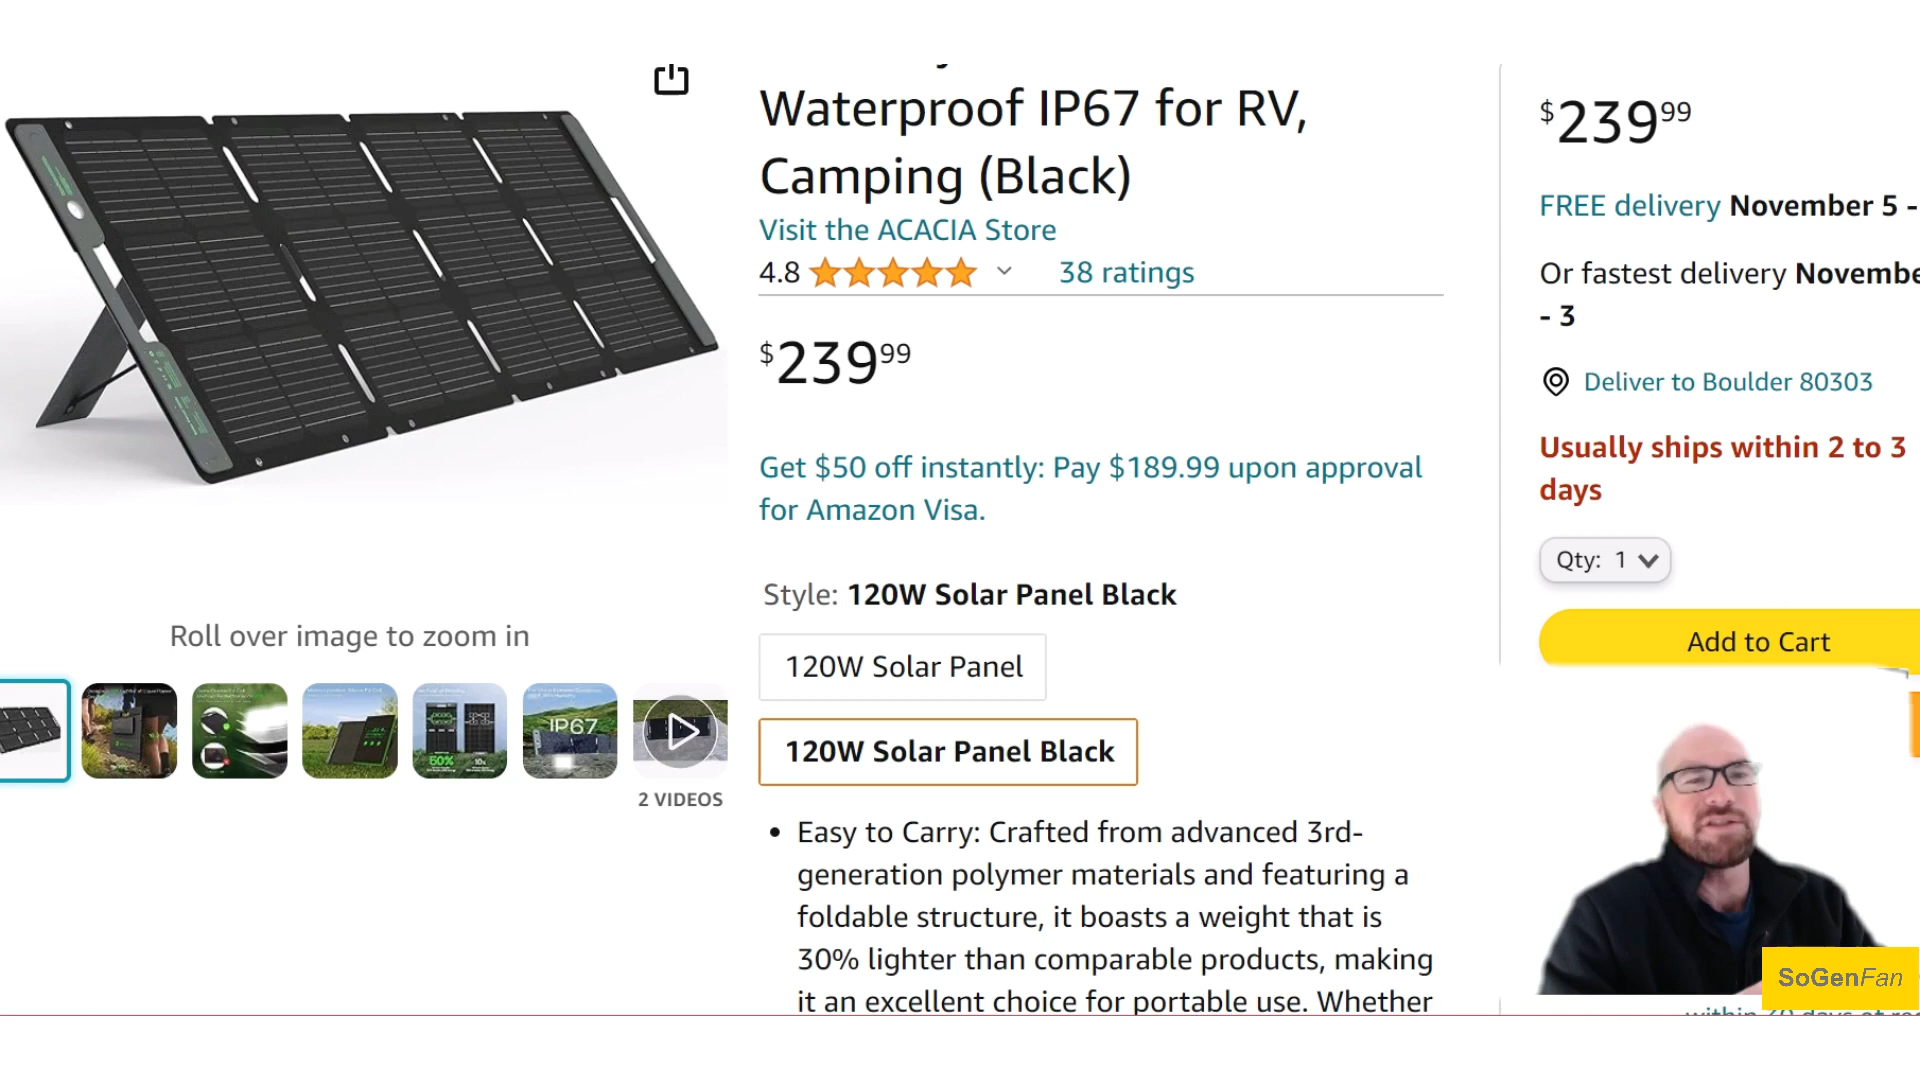 Waterproof IP67 for RV,
Camping (Black)
Visit the ACACIA Store
4.8
38 ratings
$239.99
Get $50 off instantly: Pay $189.99 upon approval
for Amazon Visa.
Style: 120W Solar Panel Black
120W Solar Panel
120W Solar Panel Black
• Easy to Carry: Crafted from advanced 3rd-
generation polymer materials and featuring a
foldable structure, it boasts a weight that is
30% lighter than comparable products, making
it an excellent choice for portable use. Whether
Roll over image to zoom in
IP67
50%
2 VIDEOS
$239.99
FREE delivery November 5 -
Or fastest delivery Novembe
- 3
Deliver to Boulder 80303
Usually ships within 2 to 3
days
Qty: 1
Add to Cart
SoGenFan